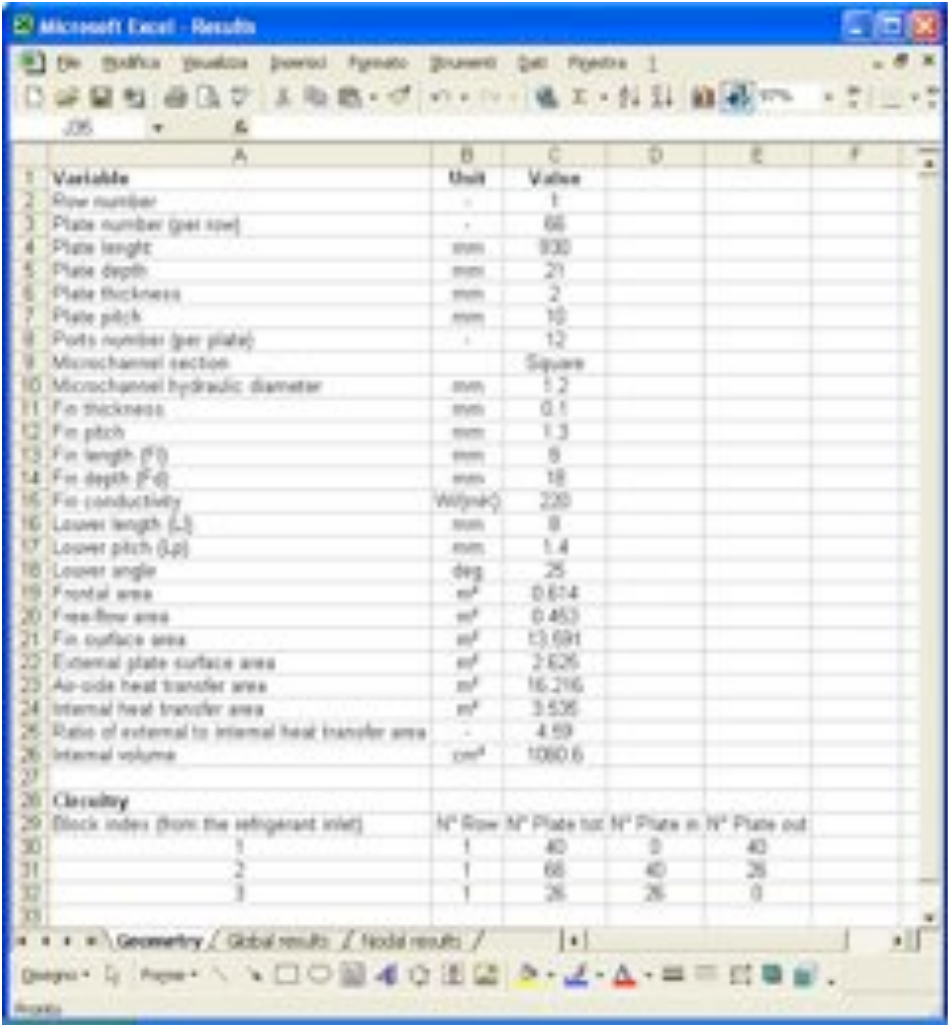 Microsoft Excel - Results
File Modifica Visualizza Inserisci Formato Strumenti Dati Finestra
97%
J35
A B C D E F
1 Variable Unit Value
2 Row number - 1
3 Plate number (per row) - 66
4 Plate lenght mm 930
5 Plate depth mm 21
6 Plate thickness mm 2
7 Plate pitch mm 10
8 Ports number (per plate) - 12
9 Microchannel section Square
10 Microchannel hydraulic diameter mm 1.2
11 Fin thickness mm 0.1
12 Fin pitch mm 1.3
13 Fin length (Fl) mm 8
14 Fin depth (Fd) mm 18
15 Fin conductivity W/(mK) 220
16 Louver length (Ll) mm
17 Louver pitch (Lp) mm 1.4
18 Louver angle deg 25
19 Frontal area m² 0.614
20 Free-flow area m² 0.453
21 Fin surface area m² 13.591
22 External plate surface area m² 2.625
23 Air-side heat transfer area m² 16.216
24 Internal heat transfer area m² 3.535
25 Ratio of external to internal heat transfer area - 4.59
26 Internal volume cm³ 1060.6
27
28 Circuitry
29 Block index (from the refrigerant inlet) N° Row N° Plate tot N° Plate in N° Plate out
30 1 1 40 0 40
31 2 1 66 40 26
32 3 1 26 26 0
33
Geometry / Global results / Nodal results /
Disegno Forme
Pronto